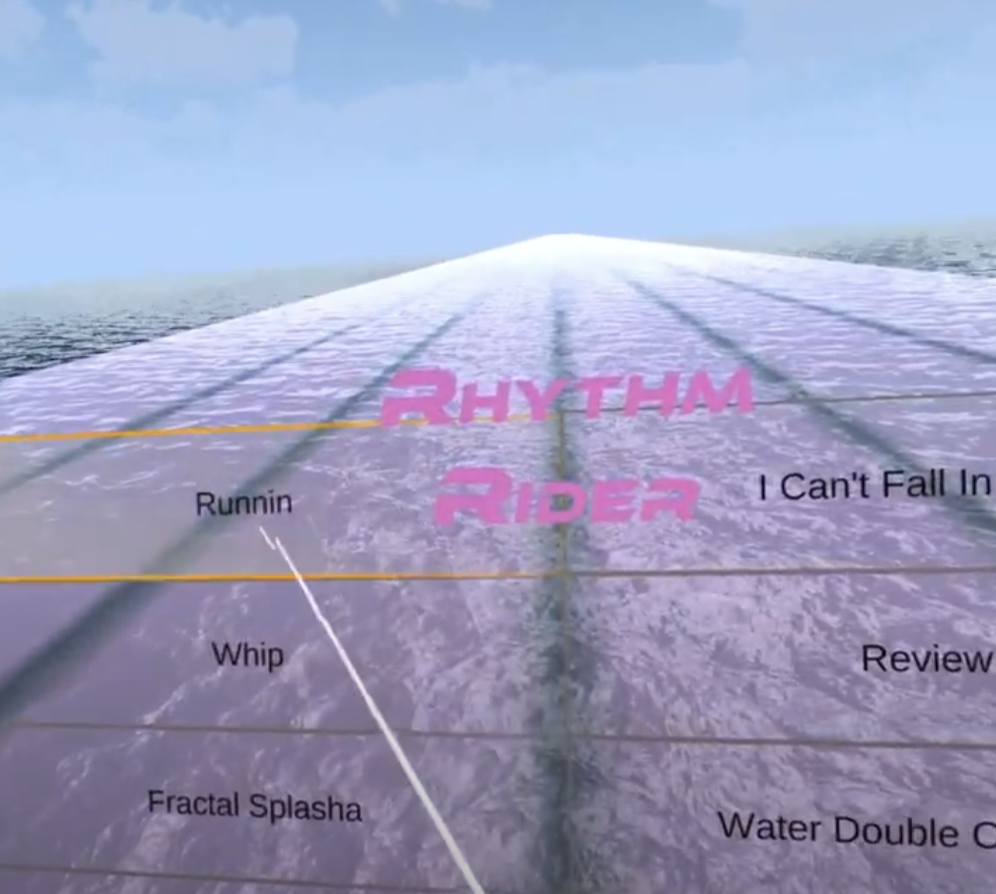 Rhythm
Rider
Runnin
I Can't Fall In
Whip
Review
Fractal Splasha
Water Double